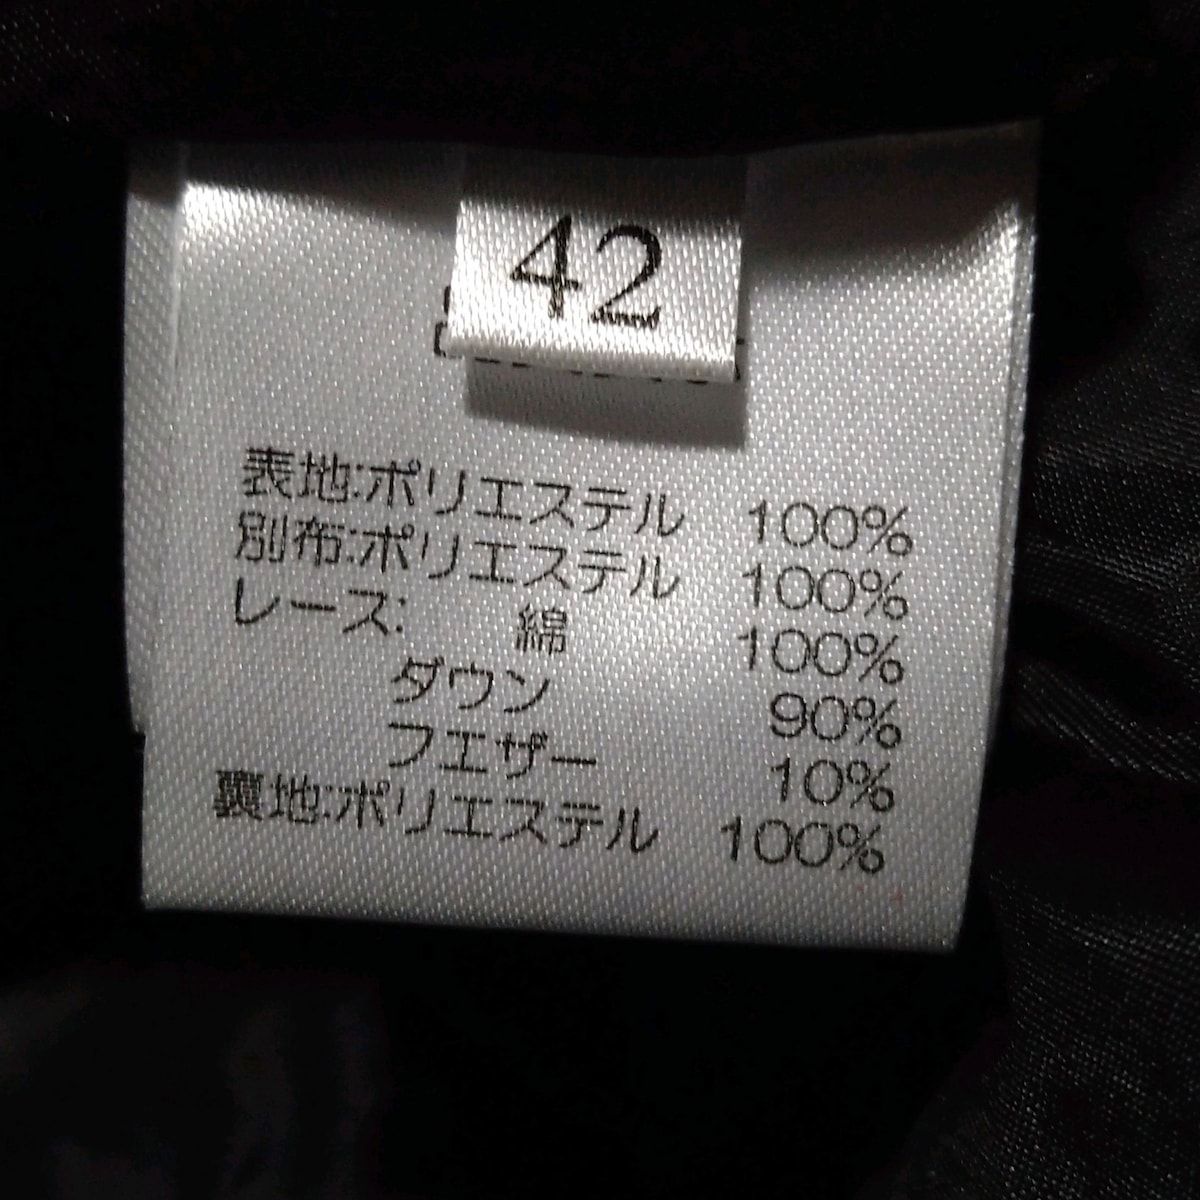 42
表地:ポリエステル 100%
別布:ポリエステル 100%
レース: 綿 100%
ダウン 90%
フエザー 10%
裏地:ポリエステル 100%